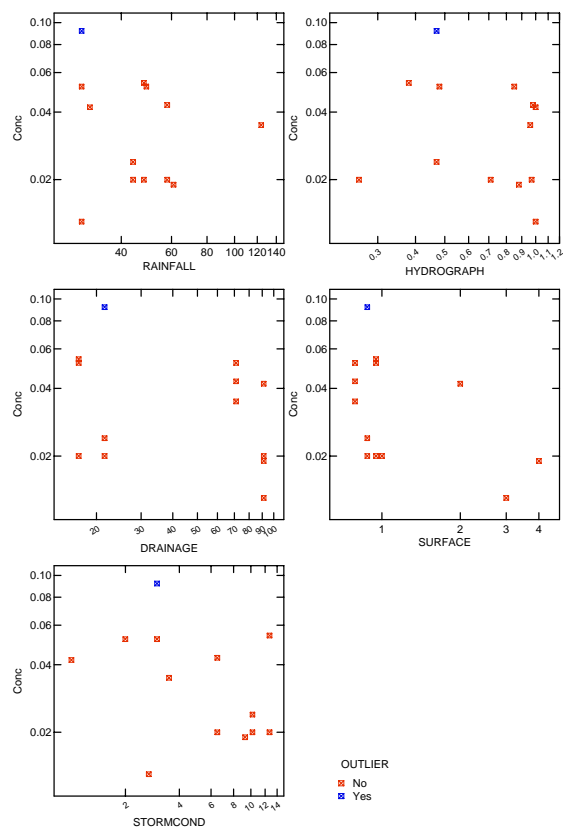 0.10
0.08
0.06
0.04
0.02
Conc
40 60 80 100 120 140
RAINFALL
0.10
0.08
0.06
0.04
0.02
Conc
0.3 0.4 0.5 0.6 0.7 0.8 0.9 1.0 1.1 1.2
HYDROGRAPH
0.10
0.08
0.06
0.04
0.02
Conc
20 30 40 50 60 70 80 90 100
DRAINAGE
0.10
0.08
0.06
0.04
0.02
Conc
1 2 3 4
SURFACE
0.10
0.08
0.06
0.04
0.02
Conc
2 4 6 8 10 12 14
STORMCOND
OUTLIER
No
Yes